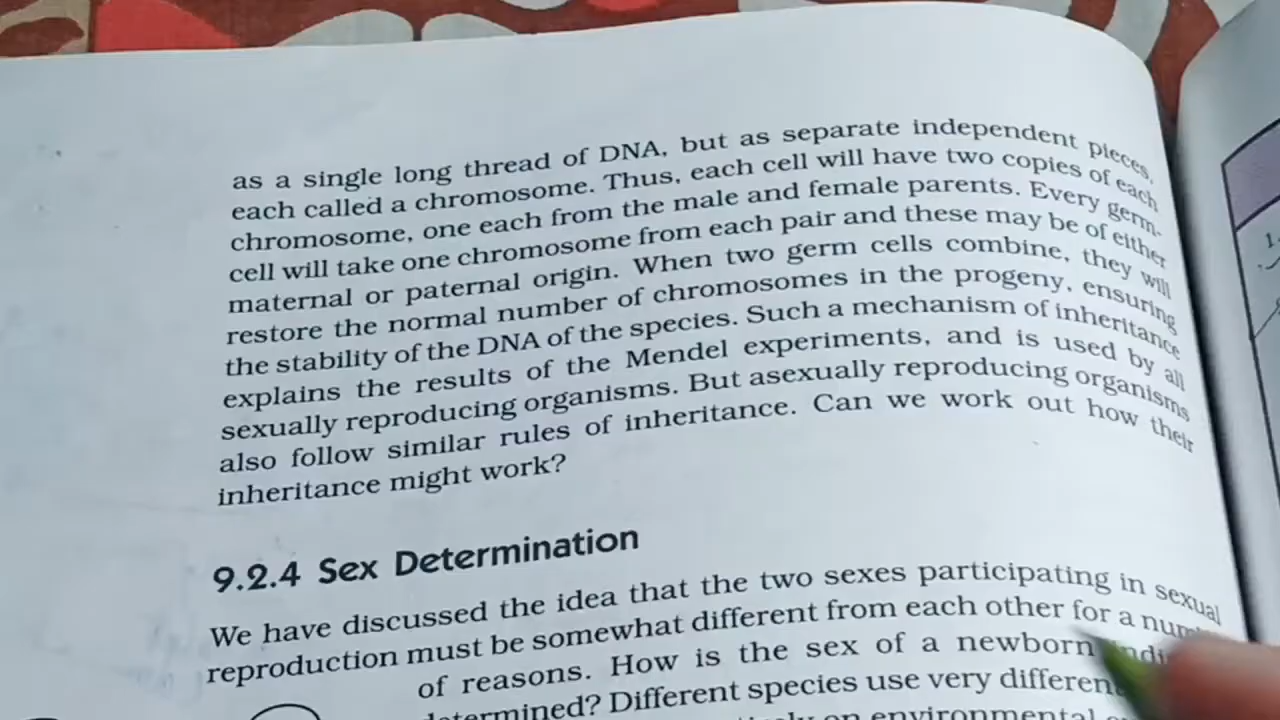 as a single long thread of DNA, but as separate independent pieces,
each called a chromosome. Thus, each cell will have two copies of each
chromosome, one each from the male and female parents. Every germ-
cell will take one chromosome from each pair and these may be of either
maternal or paternal origin. When two germ cells combine, they will
restore the normal number of chromosomes in the progeny, ensuring
the stability of the DNA of the species. Such a mechanism of inheritance
explains the results of the Mendel experiments, and is used by all
sexually reproducing organisms. But asexually reproducing organisms
also follow similar rules of inheritance. Can we work out how their
inheritance might work?
9.2.4 Sex Determination
We have discussed the idea that the two sexes participating in sexual
reproduction must be somewhat different from each other for a
of reasons. How is the sex of a newborn
determined? Different species use very
on environmental
1.